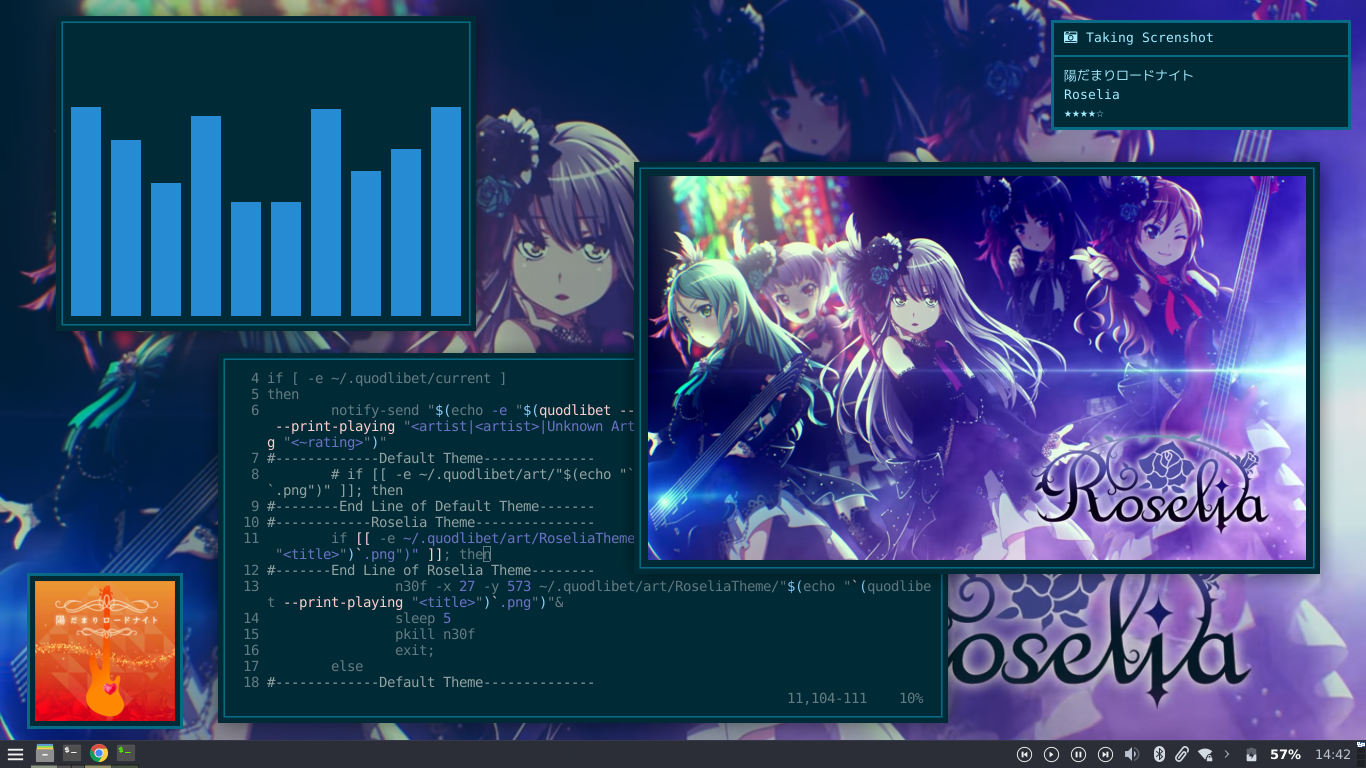 Taking Screnshot
陽だまりロードナイト
Roselia
★★★★☆
4 if [ -e ~/.quodlibet/current ]
5 then
6 notify-send "$(echo -e "$(quodlibet --
--print-playing "<artist|<artist>|Unknown Art
g "<~rating>")"
7 #-------------Default Theme--------------
8 # if [[ -e ~/.quodlibet/art/"$(echo "`
`.png")" ]]; then
9 #--------End Line of Default Theme-------
10 #------------Roselia Theme---------------
11 if [[ -e ~/.quodlibet/art/RoseliaTheme
"<title>")`.png")" ]]; then
12 #-------End Line of Roselia Theme--------
13 n30f -x 27 -y 573 ~/.quodlibet/art/RoseliaTheme/"$(echo "`(quodlibe
t --print-playing "<title>")`.png")"&
14 sleep 5
15 pkill n30f
16 exit;
17 else
18 #-------------Default Theme--------------
11,104-111 10%
Roselia
oselia
陽だまりロードナイト
57% 14:42